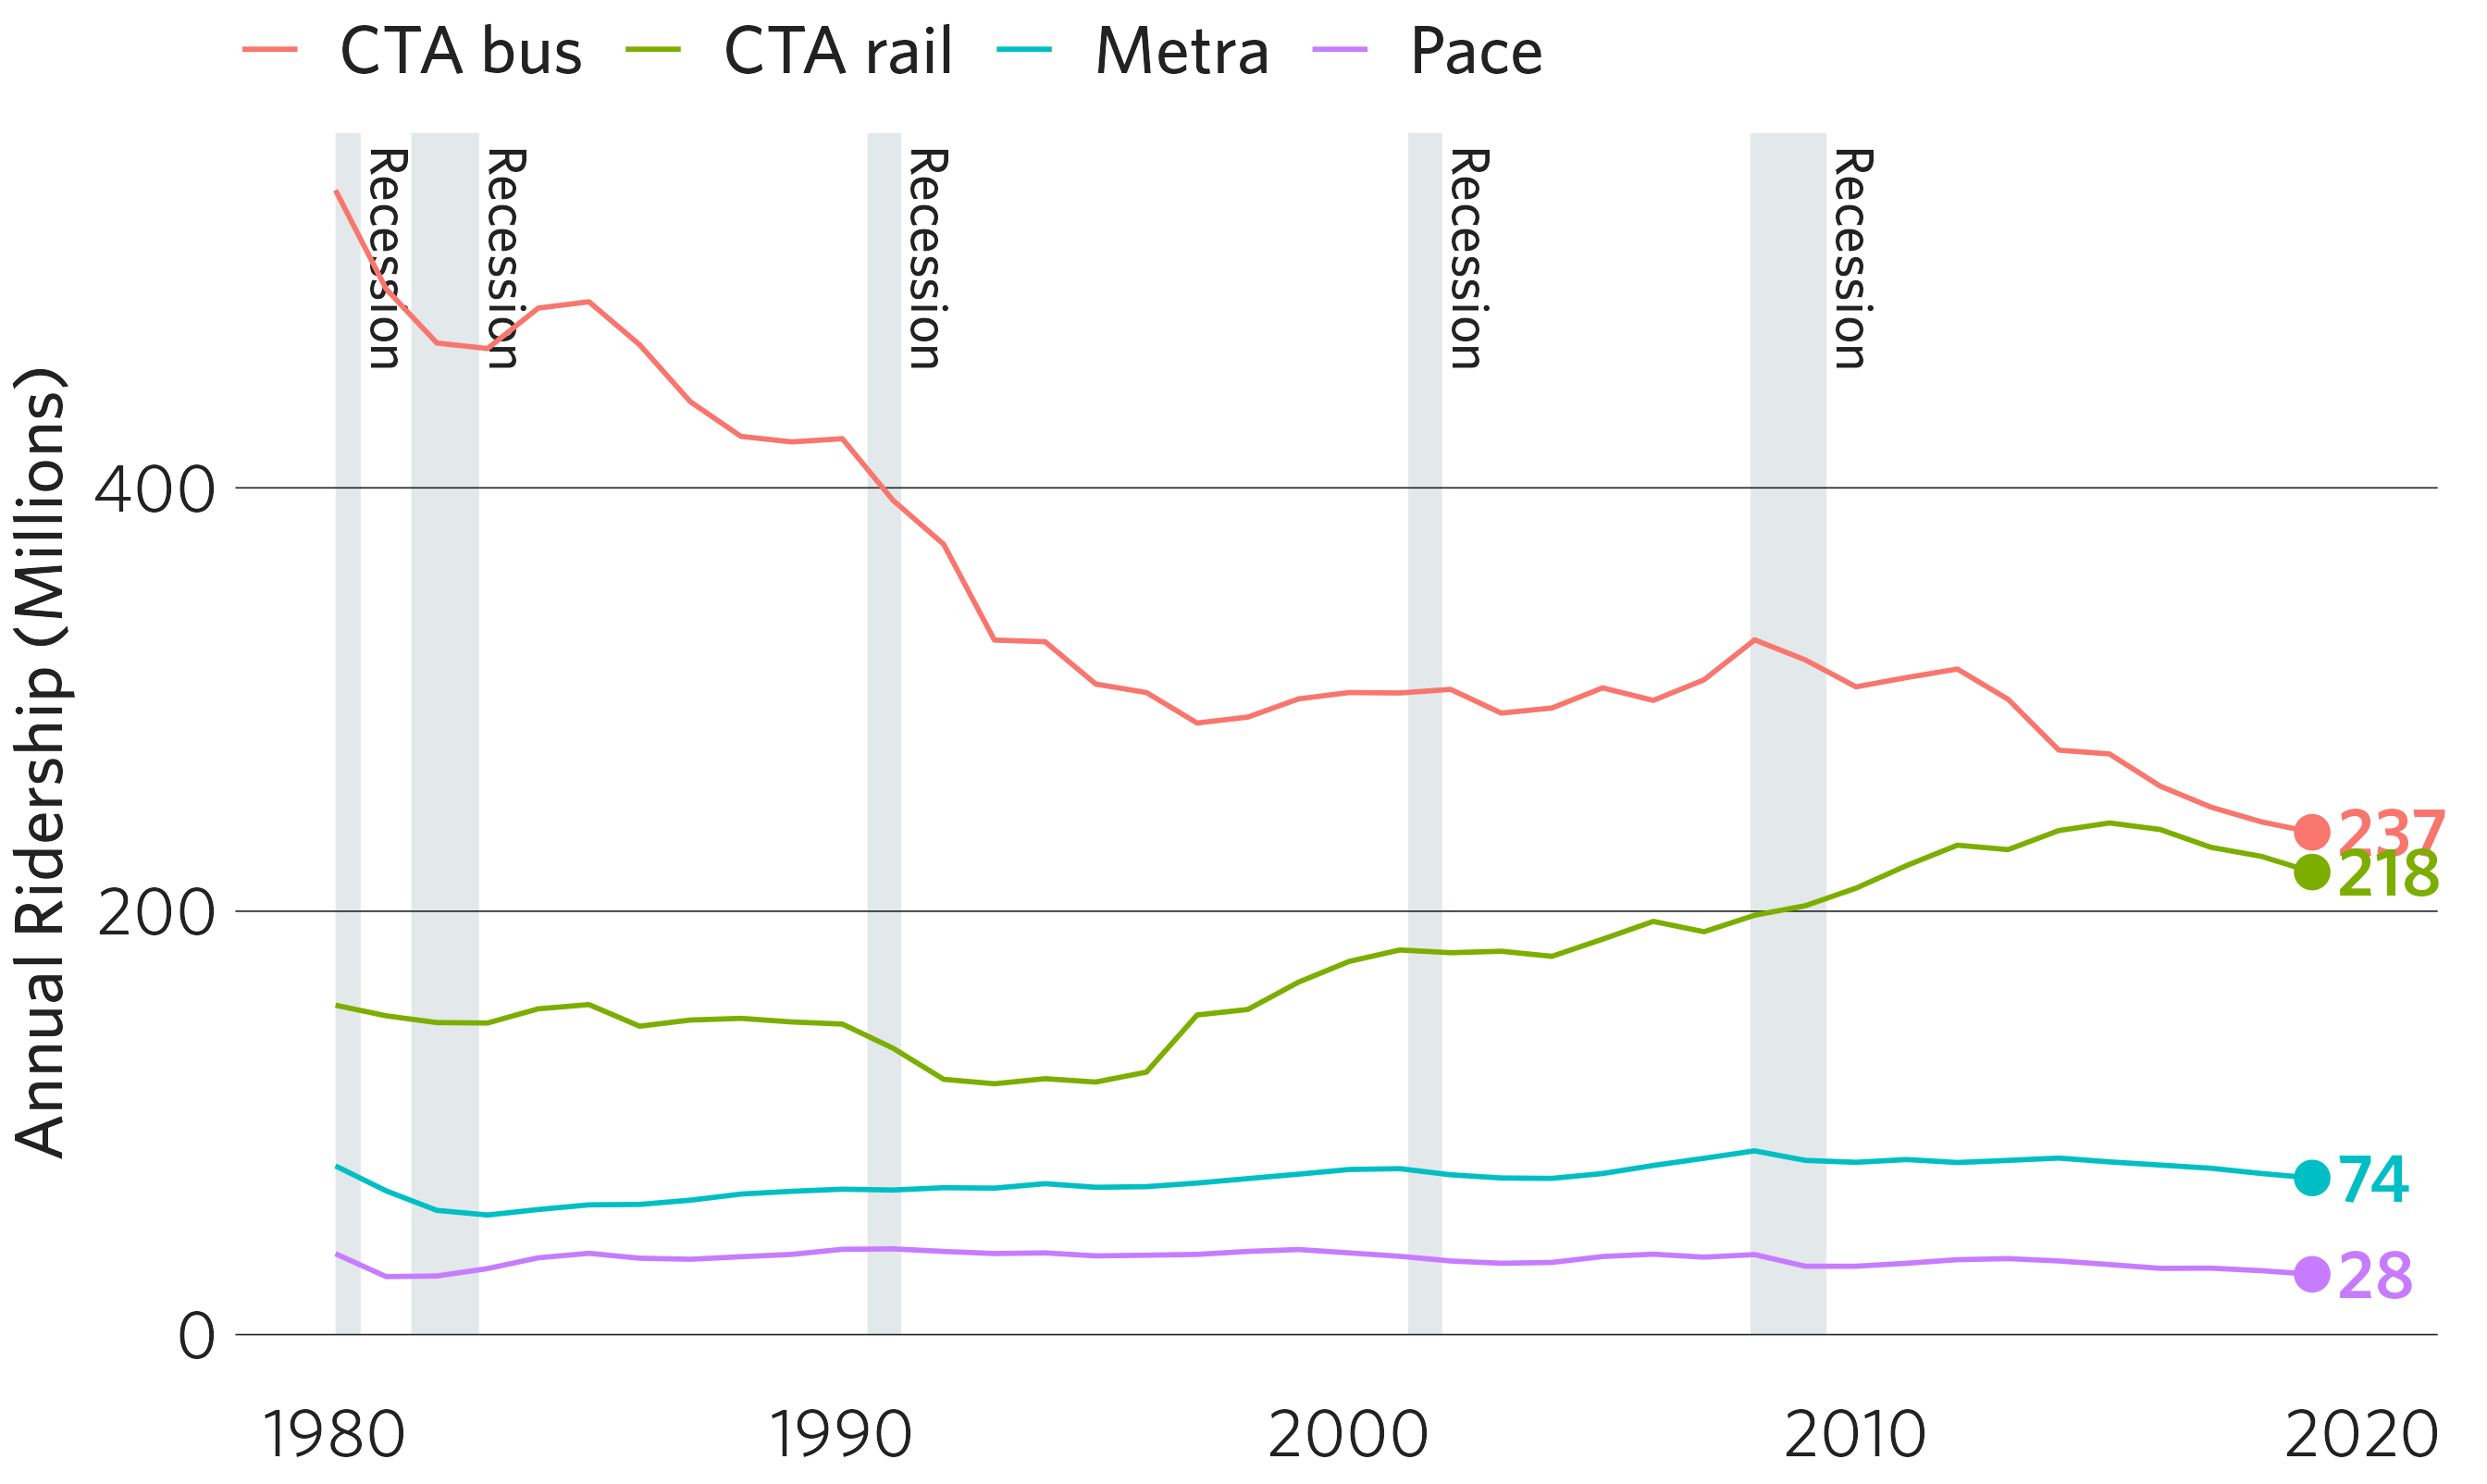 CTA bus CTA rail Metra Pace
Recession
Recession
Recession
Recession
Recession
Annual Ridership (Millions)
400
200
0
237
218
74
28
1980 1990 2000 2010 2020